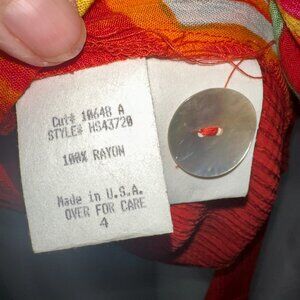 Cut# 10648 A
STYLE# HS43720
100% RAYON
Made in U.S.A.
OVER FOR CARE
4